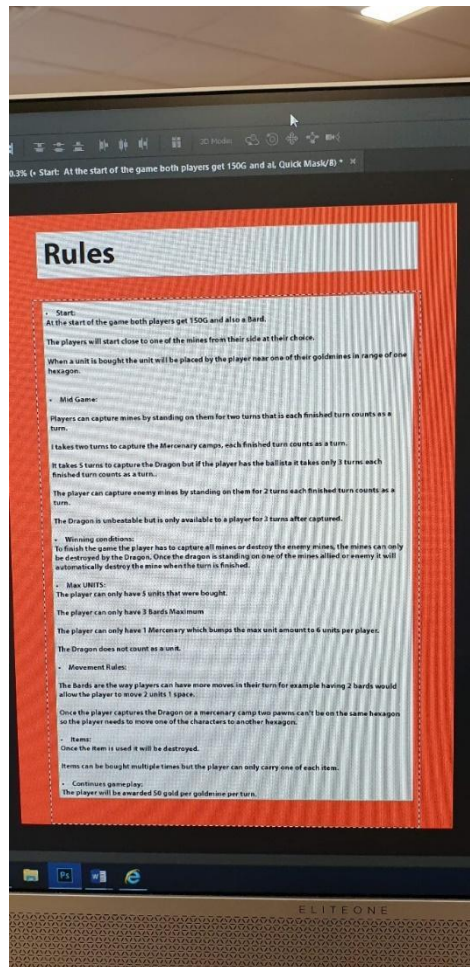 2D Mode:
0.3% (• Start: At the start of the game both players get 150G and al, Quick Mask/8) * ×
Rules
• Start:
At the start of the game both players get 150G and also a Bard.
The players will start close to one of the mines from their side at their choice.
When a unit is bought the unit will be placed by the player near one of their goldmines in range of one
hexagon.
• Mid Game:
Players can capture mines by standing on them for two turns that is each finished turn counts as a
turn.
I takes two turns to capture the Mercenary camps, each finished turn counts as a turn.
It takes 5 turns to capture the Dragon but if the player has the ballista it takes only 3 turns each
finished turn counts as a turn..
The player can capture enemy mines by standing on them for 2 turns each finished turn counts as a
turn.
The Dragon is unbeatable but is only available to a player for 3 turns after captured.
• Winning conditions:
To finish the game the player has to capture all mines or destroy the enemy mines, the mines can only
be destroyed by the Dragon. Once the dragon is standing on one of the mines allied or enemy it will
automatically destroy the mine when the turn is finished.
• Max UNITS:
The player can only have 5 units that were bought.
The player can only have 3 Bards Maximum
The player can only have 1 Mercenary which bumps the max unit amount to 6 units per player.
The Dragon does not count as a unit.
• Movement Rules:
The Bards are the way players can have more moves in their turn for example having 2 bards would
allow the player to move 2 units 1 space.
Once the player captures the Dragon or a mercenary camp two pawns can't be on the same hexagon
so the player needs to move one of the characters to another hexagon.
• Items:
Once the item is used it will be destroyed.
Items can be bought multiple times but the player can only carry one of each item.
• Continues gameplay:
The player will be awarded 50 gold per goldmine per turn.
Ps
ELITEONE